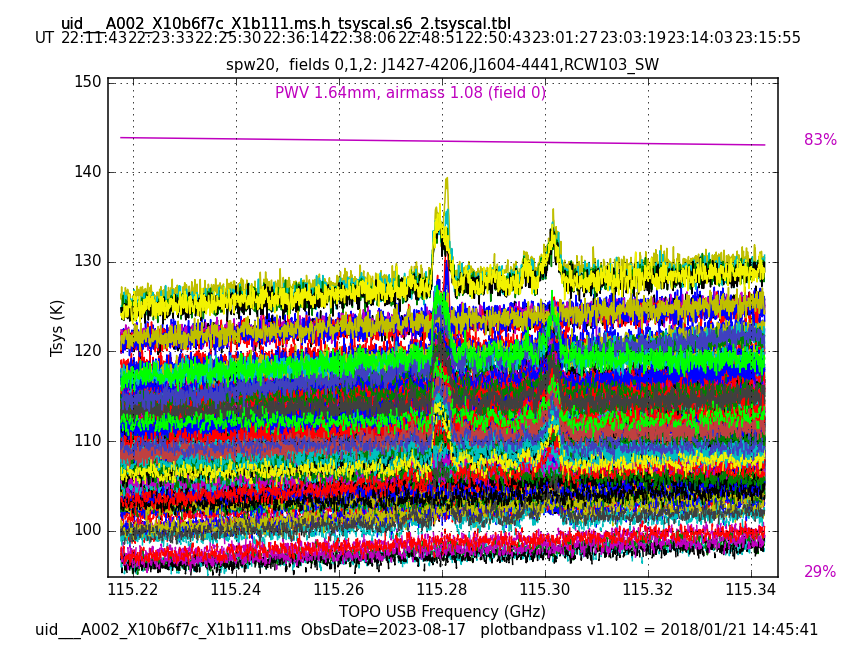 uid___A002_X10b6f7c_X1b111.ms.h_tsyscal.s6_2.tsyscal.tbl
UT 22:11:43 22:23:33 22:25:30 22:36:14 22:38:06 22:48:51 22:50:43 23:01:27 23:03:19 23:14:03 23:15:55
spw20, fields 0,1,2: J1427-4206,J1604-4441,RCW103_SW
PWV 1.64mm, airmass 1.08 (field 0)
83%
150
140
130
120
110
100
Tsys (K)
29%
115.22 115.24 115.26 115.28 115.30 115.32 115.34
TOPO USB Frequency (GHz)
uid___A002_X10b6f7c_X1b111.ms ObsDate=2023-08-17 plotbandpass v1.102 = 2018/01/21 14:45:41